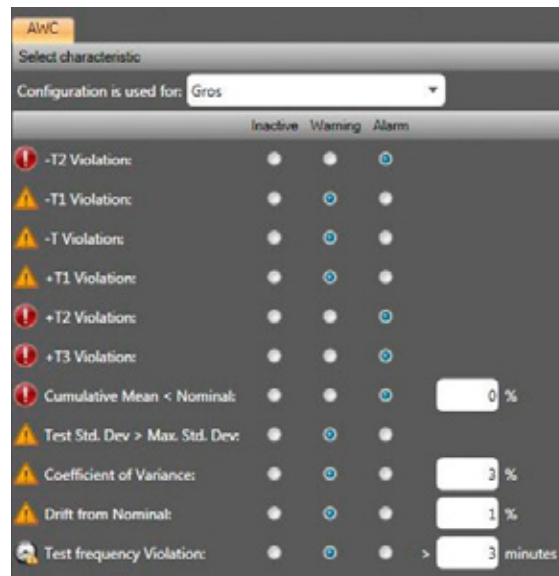 AWC
Select characteristic
Configuration is used for: Gros
Inactive Warning Alarm
-T2 Violation:
-T1 Violation:
-T Violation:
+T1 Violation:
+T2 Violation:
+T3 Violation:
Cumulative Mean < Nominal: 0 %
Test Std. Dev > Max. Std. Dev:
Coefficient of Variance: 3 %
Drift from Nominal: 1 %
Test frequency Violation: > 3 minutes